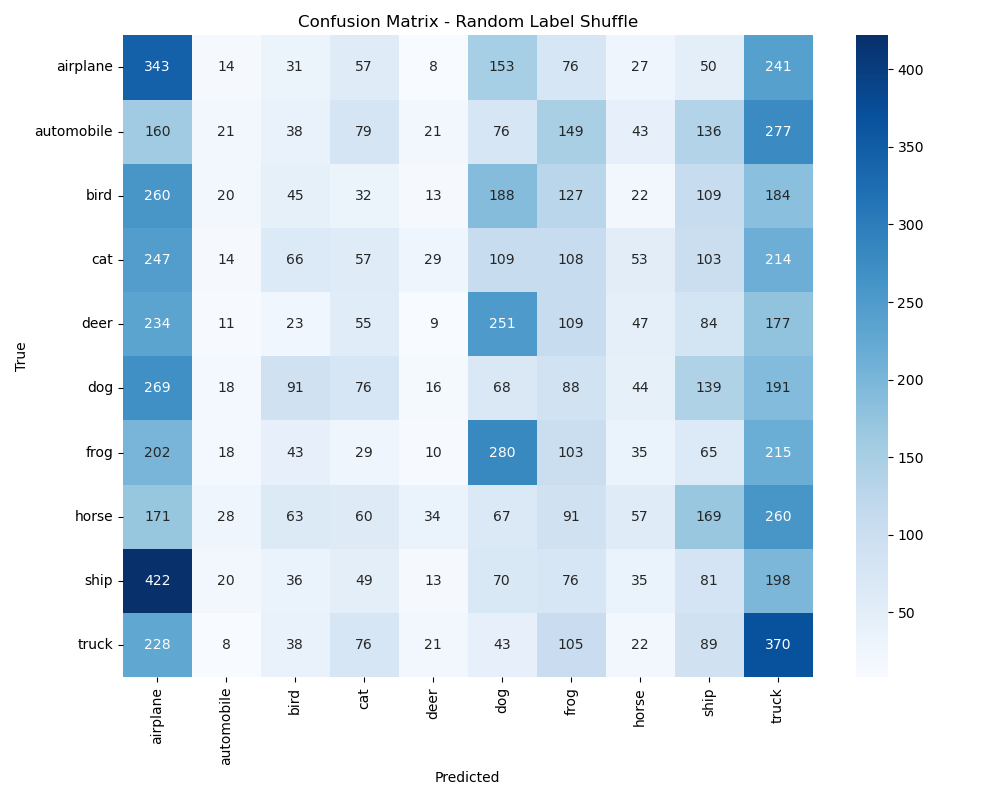 Confusion Matrix - Random Label Shuffle
airplane 343 14 31 57 8 153 76 27 50 241
automobile 160 21 38 79 21 76 149 43 136 277
bird 260 20 45 32 13 188 127 22 109 184
cat 247 14 66 57 29 109 108 53 103 214
deer 234 11 23 55 9 251 109 47 84 177
dog 269 18 91 76 16 68 88 44 139 191
frog 202 18 43 29 10 280 103 35 65 215
horse 171 28 63 60 34 67 91 57 169 260
ship 422 20 36 49 13 70 76 35 81 198
truck 228 8 38 76 21 43 105 22 89 370
True
airplane automobile bird cat deer dog frog horse ship truck
Predicted
400
350
300
250
200
150
100
50